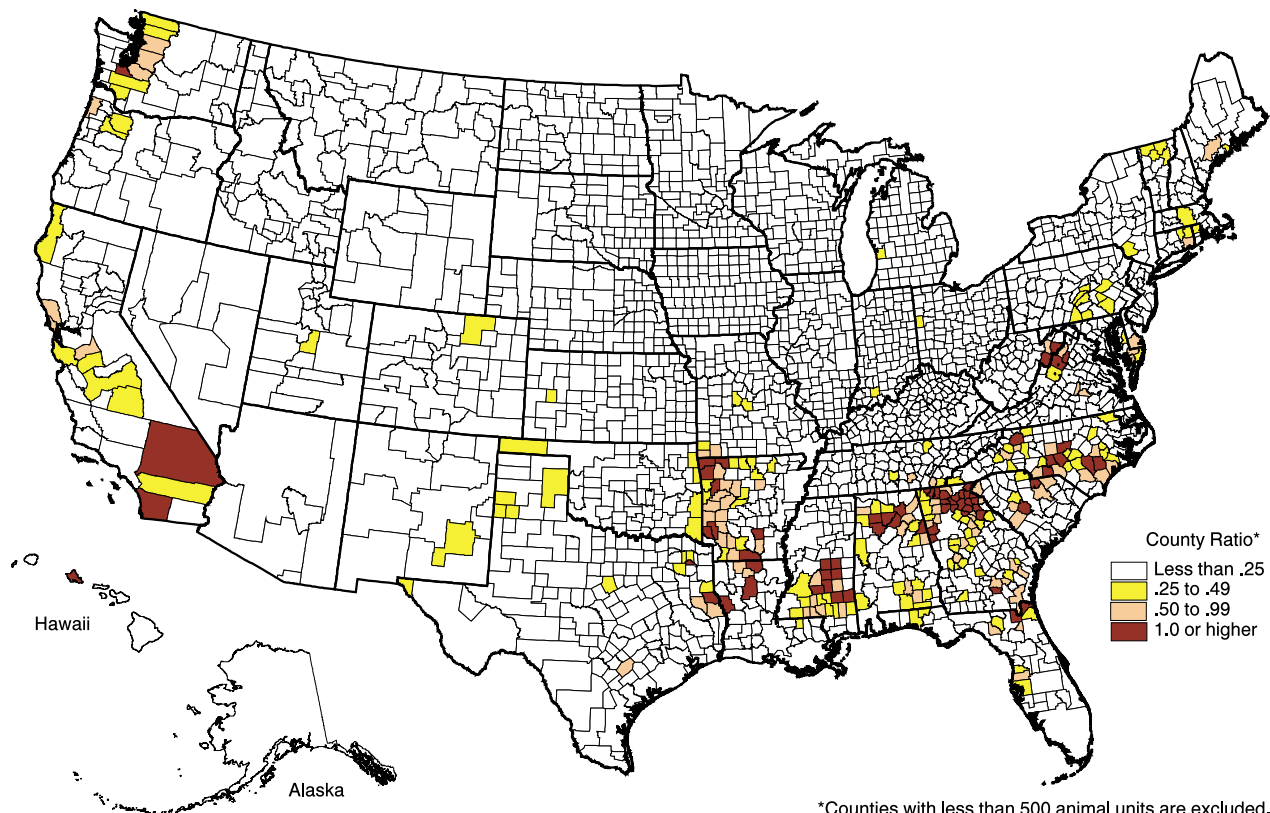 County Ratio*
Less than .25
.25 to .49
.50 to .99
1.0 or higher
Hawaii
Alaska
*Counties with less than 500 animal units are excluded.